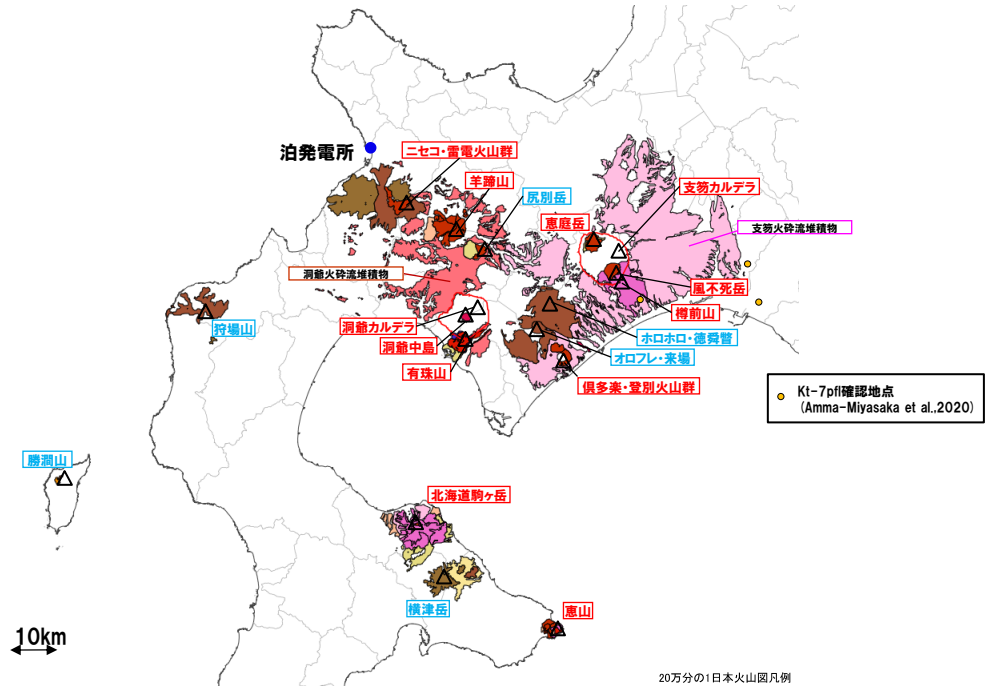 泊発電所
ニセコ・雷電火山群
羊蹄山
尻別岳
支笏カルデラ
恵庭岳
支笏火砕流堆積物
洞爺火砕流堆積物
風不死岳
樽前山
狩場山
洞爺カルデラ
ホロホロ・徳舜瞥
洞爺中島
オロフレ・来場
有珠山
倶多楽・登別火山群
Kt-7pfl確認地点
(Amma-Miyasaka et al.,2020)
勝澗山
北海道駒ヶ岳
横津岳
恵山
10km
20万分の1日本火山図凡例